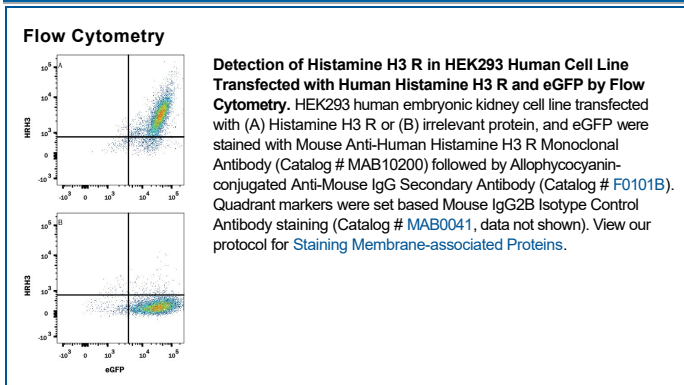 Flow Cytometry
Detection of Histamine H3 R in HEK293 Human Cell Line
Transfected with Human Histamine H3 R and eGFP by Flow
Cytometry. HEK293 human embryonic kidney cell line transfected
with (A) Histamine H3 R or (B) irrelevant protein, and eGFP were
stained with Mouse Anti-Human Histamine H3 R Monoclonal
Antibody (Catalog # MAB10200) followed by Allophycocyanin-
conjugated Anti-Mouse IgG Secondary Antibody (Catalog # F0101B).
Quadrant markers were set based Mouse IgG2B Isotype Control
Antibody staining (Catalog # MAB0041, data not shown). View our
protocol for Staining Membrane-associated Proteins.
A
HRH3
10⁵
10⁴
10³
0
-10³
-10³ 0 10³ 10⁴ 10⁵
B
HRH3
10⁵
10⁴
10³
0
-10³
-10³ 0 10³ 10⁴ 10⁵
eGFP